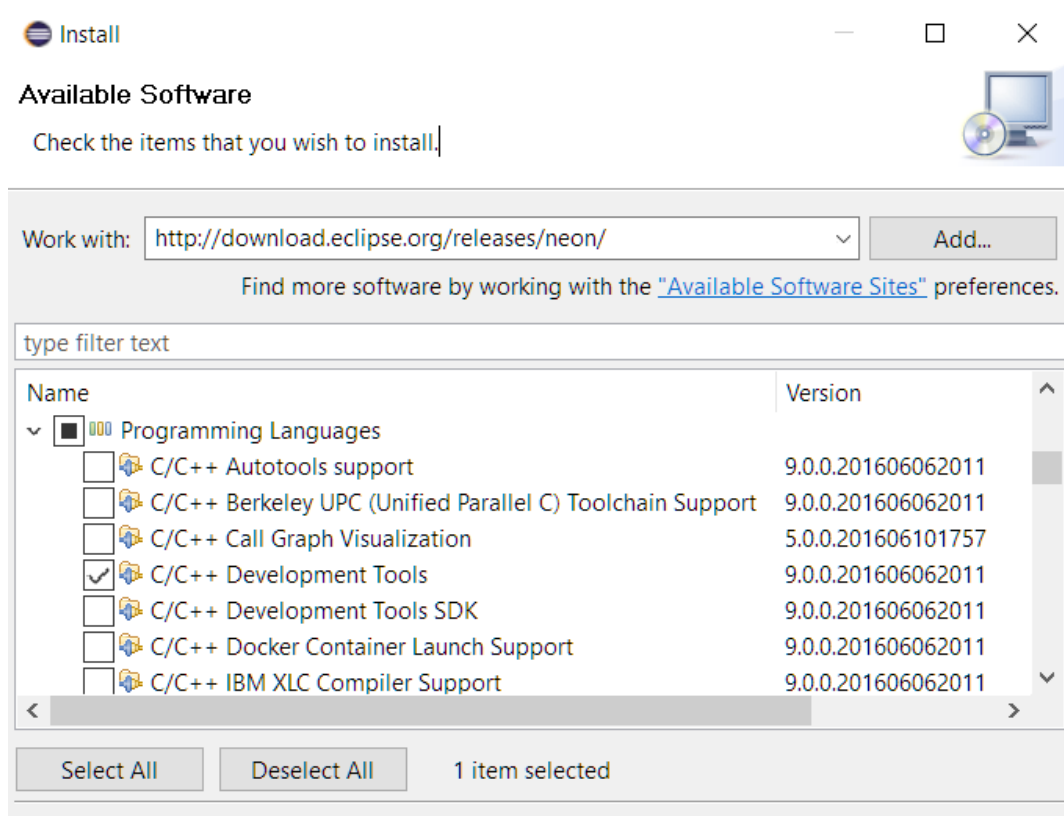 Install
Available Software
Check the items that you wish to install.
Work with: http://download.eclipse.org/releases/neon/ Add...
Find more software by working with the "Available Software Sites" preferences.
type filter text
Name Version
Programming Languages
C/C++ Autotools support 9.0.0.201606062011
C/C++ Berkeley UPC (Unified Parallel C) Toolchain Support 9.0.0.201606062011
C/C++ Call Graph Visualization 5.0.0.201606101757
C/C++ Development Tools 9.0.0.201606062011
C/C++ Development Tools SDK 9.0.0.201606062011
C/C++ Docker Container Launch Support 9.0.0.201606062011
C/C++ IBM XLC Compiler Support 9.0.0.201606062011
Select All Deselect All 1 item selected